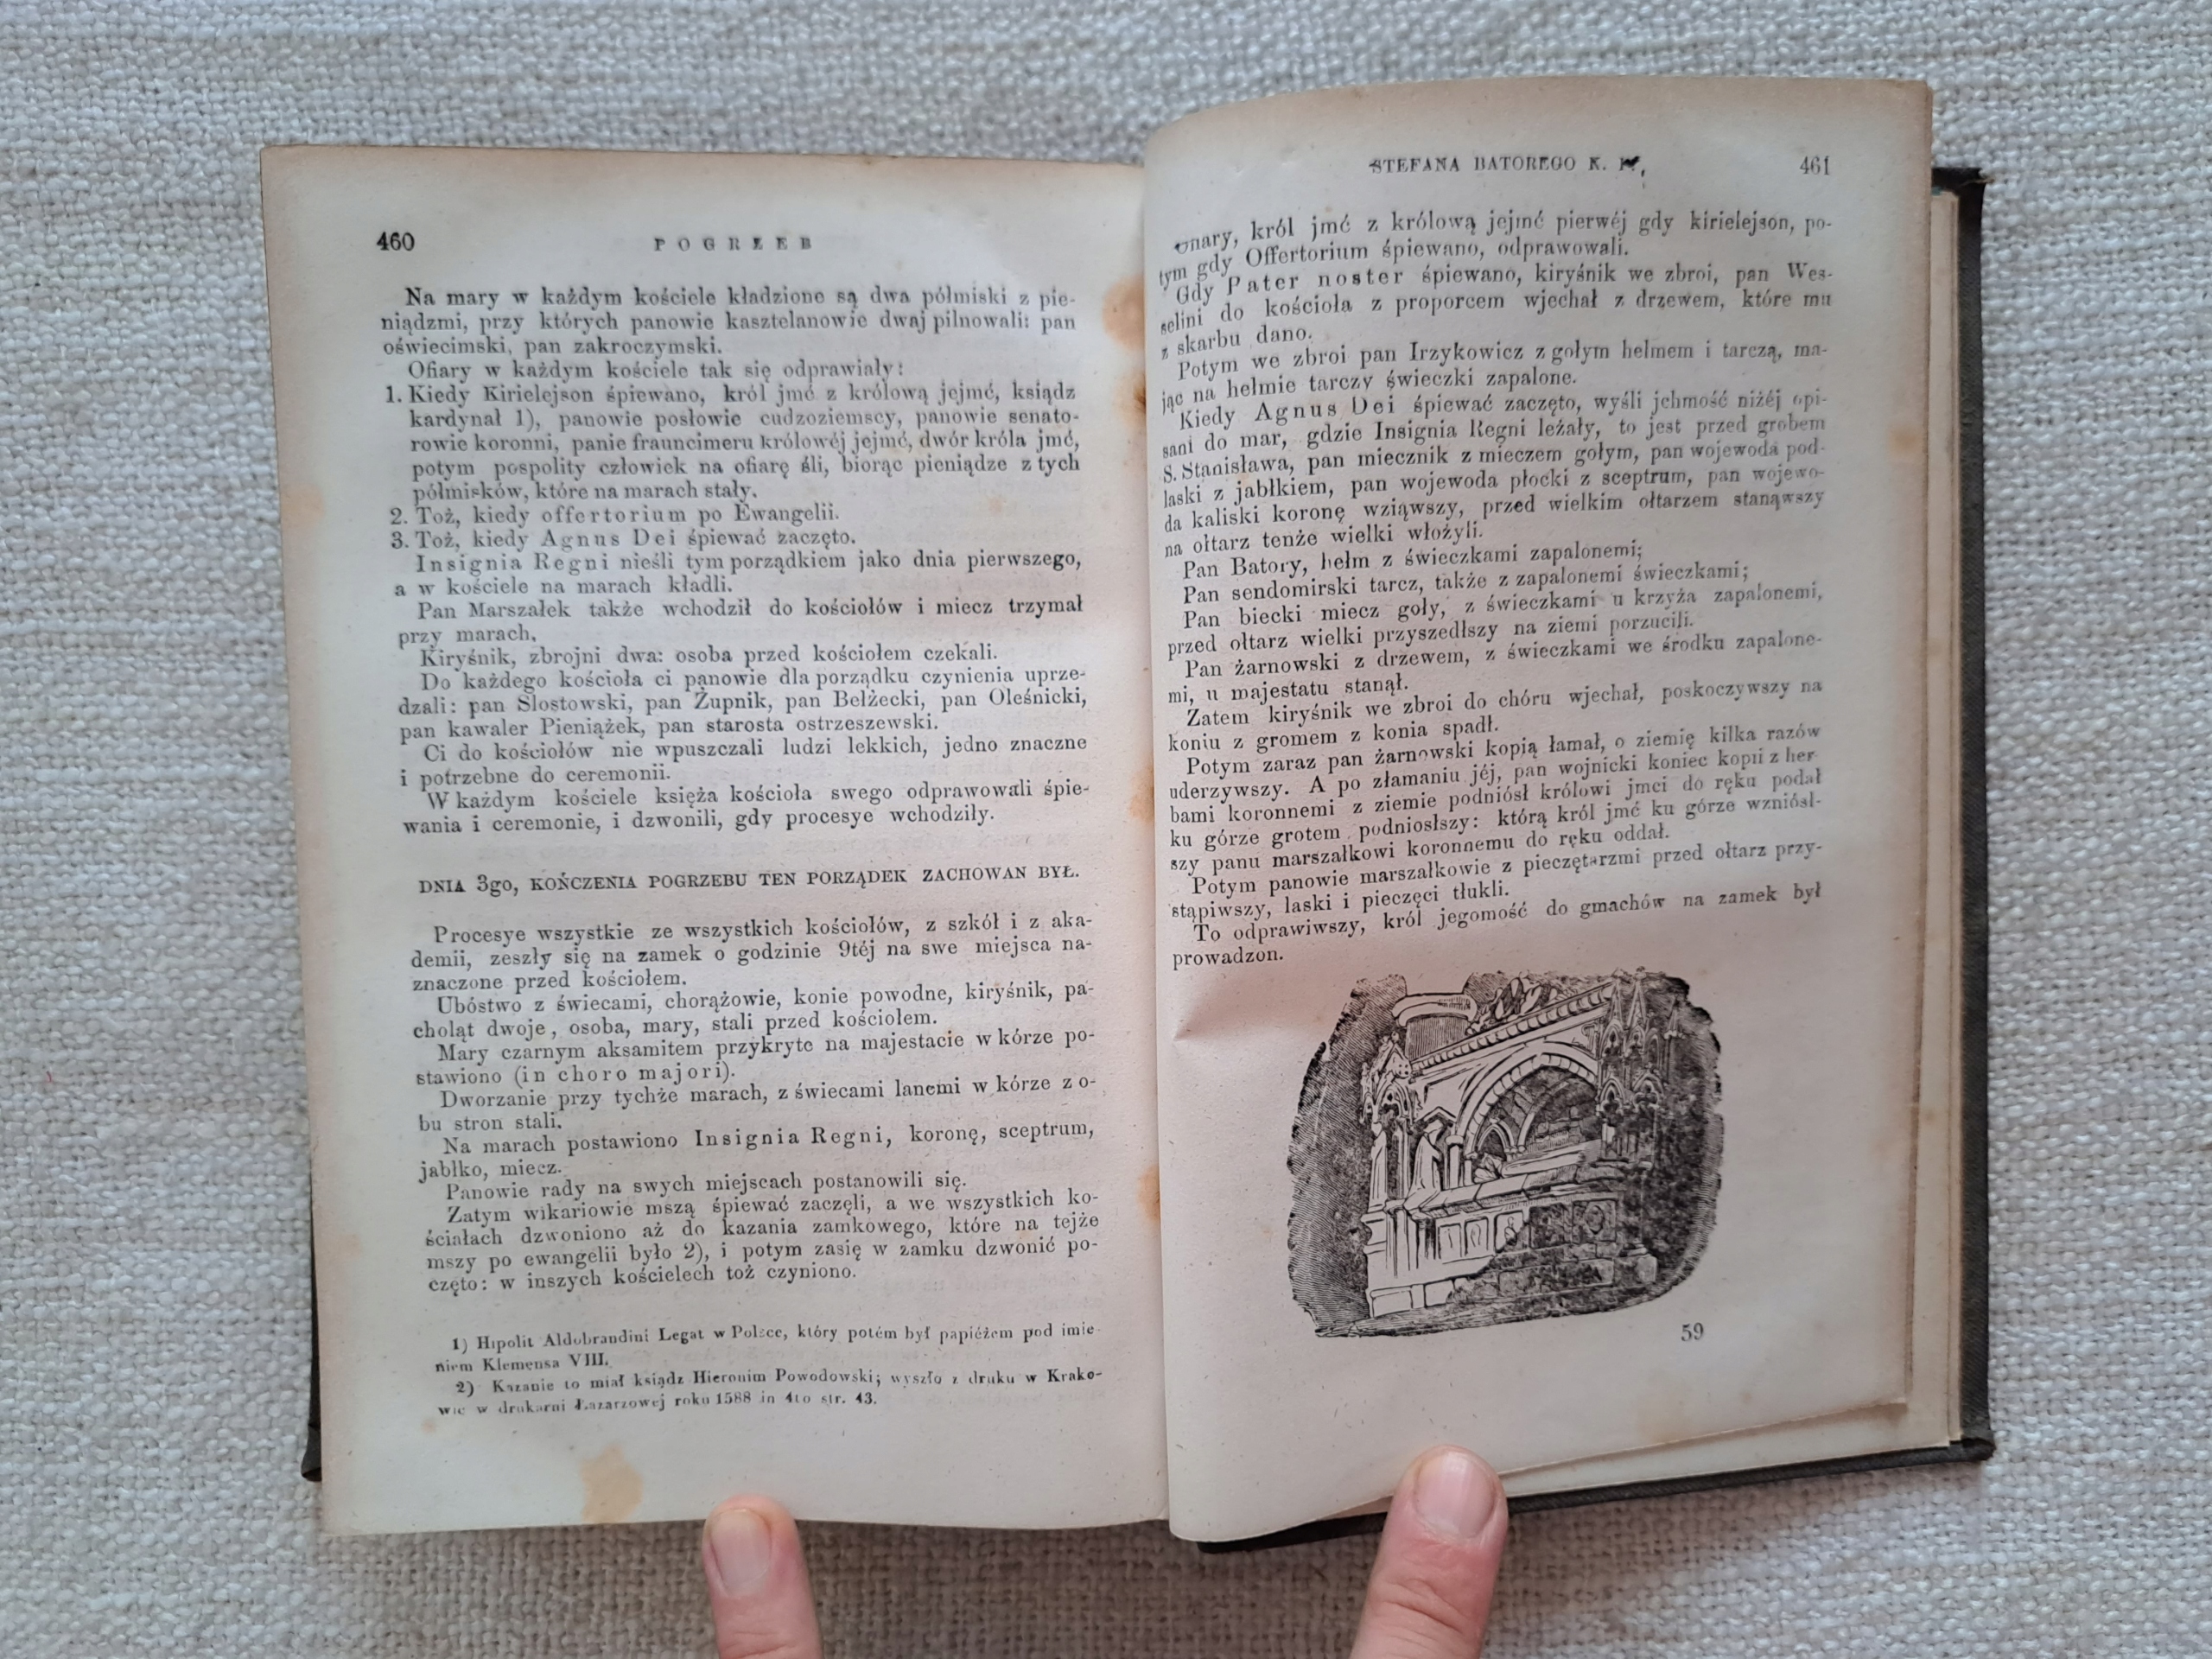 460 POGRZEB
Na mary w każdym kościele kładzione są dwa półmiski z pie-
niądzmi, przy których panowie kasztelanowie dwaj pilnowali: pan
oświecimski, pan zakroczymski.
Ofiary w każdym kościele tak się odprawiały:
1. Kiedy Kirielejson śpiewano, król jmć z królową jejmć, ksiądz
kardynał 1), panowie posłowie cudzoziemscy, panowie senato-
rowie koronni, panie frauncimeru królowéj jejmć, dwór króla jmć,
potym pospolity człowiek na ofiarę śli, biorąc pieniądze z tych
półmisków, które na marach stały.
2. Toż, kiedy offertorium po Ewangelii.
3. Toż, kiedy Agnus Dei śpiewać zaczęto.
Insignia Regni nieśli tym porządkiem jako dnia pierwszego,
a w kościele na marach kładli.
Pan Marszałek także wchodził do kościołów i miecz trzymał
przy marach.
Kiryśnik, zbrojni dwa: osoba przed kościołem czekali.
Do każdego kościoła ci panowie dla porządku czynienia uprze-
dzali: pan Slostowski, pan Żupnik, pan Bełżecki, pan Oleśnicki,
pan kawaler Pieniążek, pan starosta ostrzeszewski.
Ci do kościołów nie wpuszczali ludzi lekkich, jedno znaczne
i potrzebne do ceremonii.
W każdym kościele księża kościoła swego odprawowali śpie-
wania i ceremonie, i dzwonili, gdy procesye wchodziły.
DNIA 3go, KOŃCZENIA POGRZEBU TEN PORZĄDEK ZACHOWAN BYŁ.
Procesye wszystkie ze wszystkich kościołów, z szkół i z aka-
demii, zeszły się na zamek o godzinie 9téj na swe miejsca na-
znaczone przed kościołem.
Ubóstwo z świecami, chorążowie, konie powodne, kiryśnik, pa-
choląt dwoje, osoba, mary, stali przed kościołem.
Mary czarnym aksamitem przykryte na majestacie w kórze po-
stawiono (in choro majori).
Dworzanie przy tychże marach, z świecami lanemi w kórze z o-
bu stron stali.
Na marach postawiono Insignia Regni, koronę, sceptrum,
jabłko, miecz.
Panowie rady na swych miejscach postanowili się.
Zatym wikariowie mszą śpiewać zaczęli, a we wszystkich ko-
ściałach dzwoniono aż do kazania zamkowego, które na tejże
mszy po ewangelii było 2), i potym zasię w zamku dzwonić po-
częto: w inszych kościelech toż czyniono.
1) Hipolit Aldobrandini Legat w Polsce, który potém był papiéżem pod imie-
niem Klemensa VIII.
2) Kazanie to miał ksiądz Hieronim Powodowski; wyszło z druku w Krako-
wie w drukarni Łazarzowej roku 1588 in 4to str. 43.
STEFANA BATOREGO K. 461
król jmć z królową jejmć pierwéj gdy kirielejson, po-
tym gdy Offertorium śpiewano, odprawowali.
Gdy Pater noster śpiewano, kiryśnik we zbroi, pan Wes-
selini do kościoła z proporcem wjechał z drzewem, które mu
z skarbu dano.
Potym we zbroi pan Irzykowicz z gołym helmem i tarczą, ma-
jąc na helmie tarczy świeczki zapalone.
Kiedy Agnus Dei śpiewać zaczęto, wyśli jchmość niżéj opi-
sani do mar, gdzie Insignia Regni leżały, to jest przed grobem
S. Stanisława, pan miecznik z mieczem gołym, pan wojewoda pod-
laski z jabłkiem, pan wojewoda płocki z sceptrum, pan wojewo-
da kaliski koronę wziąwszy, przed wielkim ołtarzem stanąwszy
na ołtarz tenże wielki włożyli.
Pan Batory, hełm z świeczkami zapalonemi;
Pan sendomirski tarcz, także z zapalonemi świeczkami;
Pan biecki miecz goły, z świeczkami u krzyża zapalonemi,
przed ołtarz wielki przyszedłszy na ziemi porzucili.
Pan żarnowski z drzewem, z świeczkami we środku zapalone-
mi, u majestatu stanął.
Zatem kiryśnik we zbroi do chóru wjechał, poskoczywszy na
koniu z gromem z konia spadł.
Potym zaraz pan żarnowski kopią łamał, o ziemię kilka razów
uderzywszy. A po złamaniu jéj, pan wojnicki koniec kopii z her-
bami koronnemi z ziemie podniósł królowi jmci do ręku podał
ku górze grotem podniosłszy: którą król jmć ku górze wzniósł-
szy panu marszałkowi koronnemu do ręku oddał.
Potym panowie marszałkowie z pieczętarzmi przed ołtarz przy-
stąpiwszy, laski i pieczęci tłukli.
To odprawiwszy, król jegomość do gmachów na zamek był
prowadzon.
59